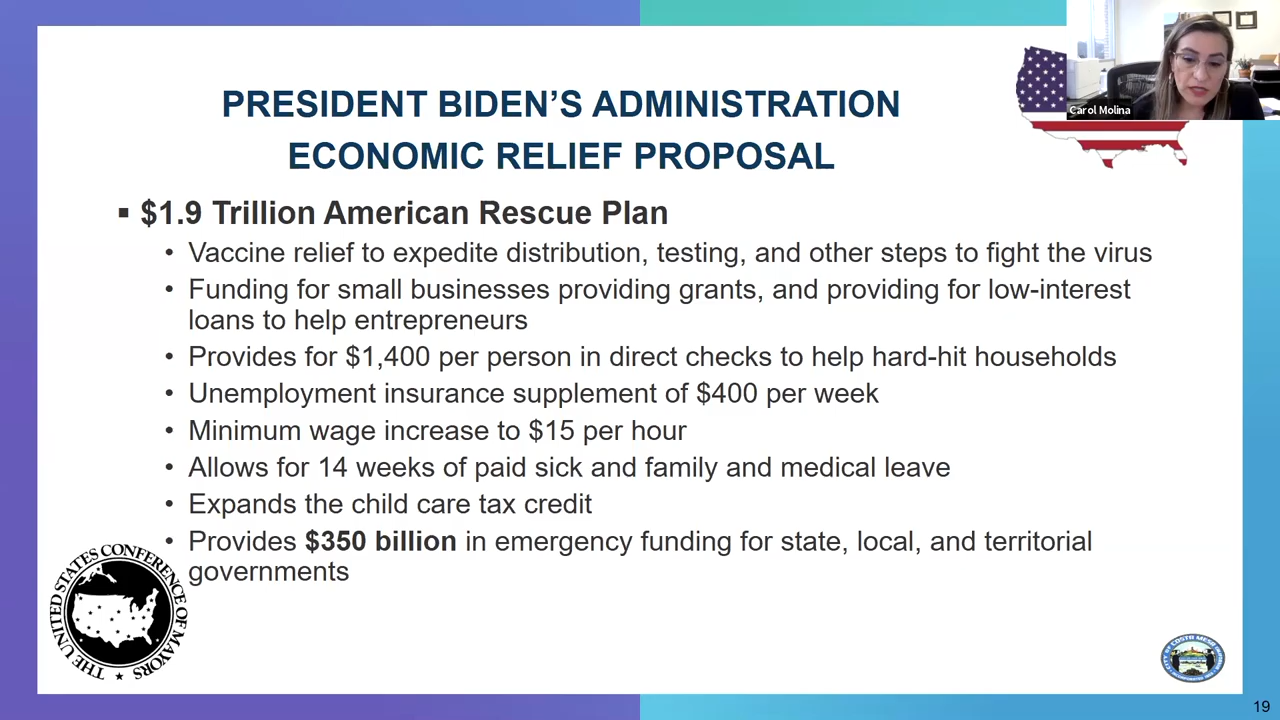 PRESIDENT BIDEN'S ADMINISTRATION
ECONOMIC RELIEF PROPOSAL
Carol Molina
▪ $1.9 Trillion American Rescue Plan
• Vaccine relief to expedite distribution, testing, and other steps to fight the virus
• Funding for small businesses providing grants, and providing for low-interest
loans to help entrepreneurs
• Provides for $1,400 per person in direct checks to help hard-hit households
• Unemployment insurance supplement of $400 per week
• Minimum wage increase to $15 per hour
• Allows for 14 weeks of paid sick and family and medical leave
• Expands the child care tax credit
• Provides $350 billion in emergency funding for state, local, and territorial
governments
THE UNITED STATES CONFERENCE OF MAYORS
19